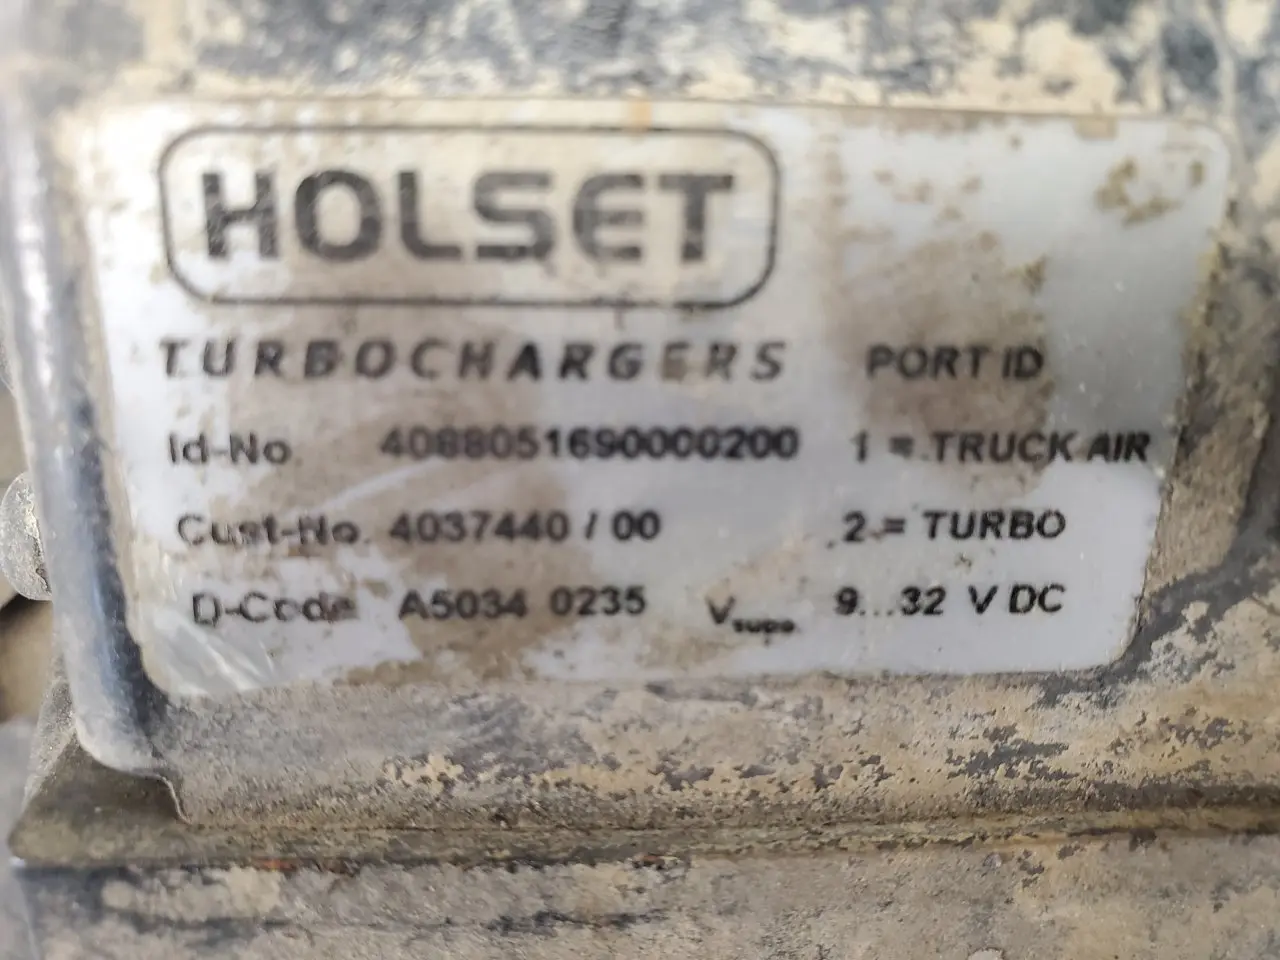 HOLSET
TURBOCHARGERS
PORT ID
Id-No. 4088051690000200
1 = TRUCK AIR
Cust-No. 4037440 / 00
2 = TURBO
D-Code A5034 0235
Vsupp. 9...32 V DC